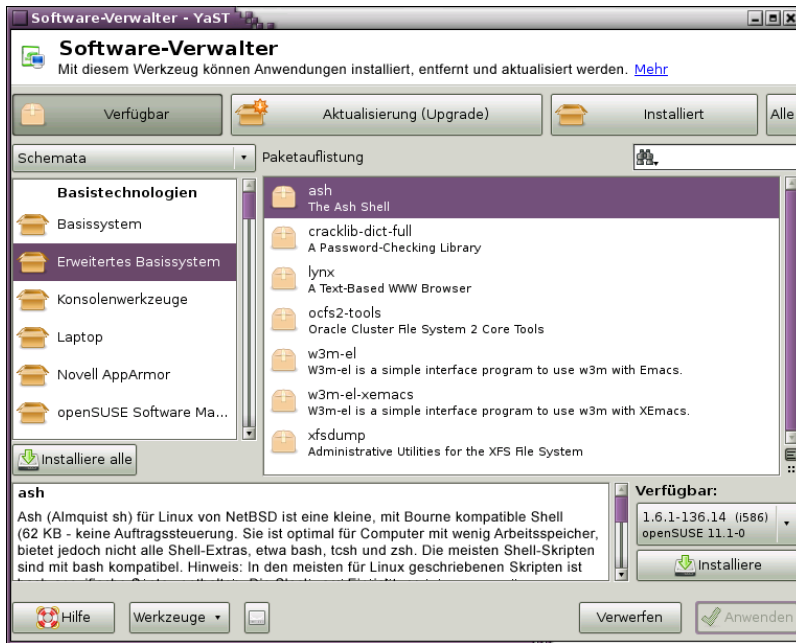 Software-Verwalter - YaST
Software-Verwalter
Mit diesem Werkzeug können Anwendungen installiert, entfernt und aktualisiert werden. Mehr
Verfügbar
Aktualisierung (Upgrade)
Installiert
Alle
Schemata
Paketauflistung
Basistechnologien
Basissystem
Erweitertes Basissystem
Konsolenwerkzeuge
Laptop
Novell AppArmor
openSUSE Software Ma...
Installiere alle
ash
The Ash Shell
cracklib-dict-full
A Password-Checking Library
lynx
A Text-Based WWW Browser
ocfs2-tools
Oracle Cluster File System 2 Core Tools
w3m-el
W3m-el is a simple interface program to use w3m with Emacs.
w3m-el-xemacs
W3m-el is a simple interface program to use w3m with XEmacs.
xfsdump
Administrative Utilities for the XFS File System
ash
Ash (Almquist sh) für Linux von NetBSD ist eine kleine, mit Bourne kompatible Shell
(62 KB - keine Auftragssteuerung. Sie ist optimal für Computer mit wenig Arbeitsspeicher,
bietet jedoch nicht alle Shell-Extras, etwa bash, tcsh und zsh. Die meisten Shell-Skripten
sind mit bash kompatibel. Hinweis: In den meisten für Linux geschriebenen Skripten ist
Verfügbar:
1.6.1-136.14 (i586)
openSUSE 11.1-0
Installiere
Hilfe
Werkzeuge
Verwerfen
Anwenden